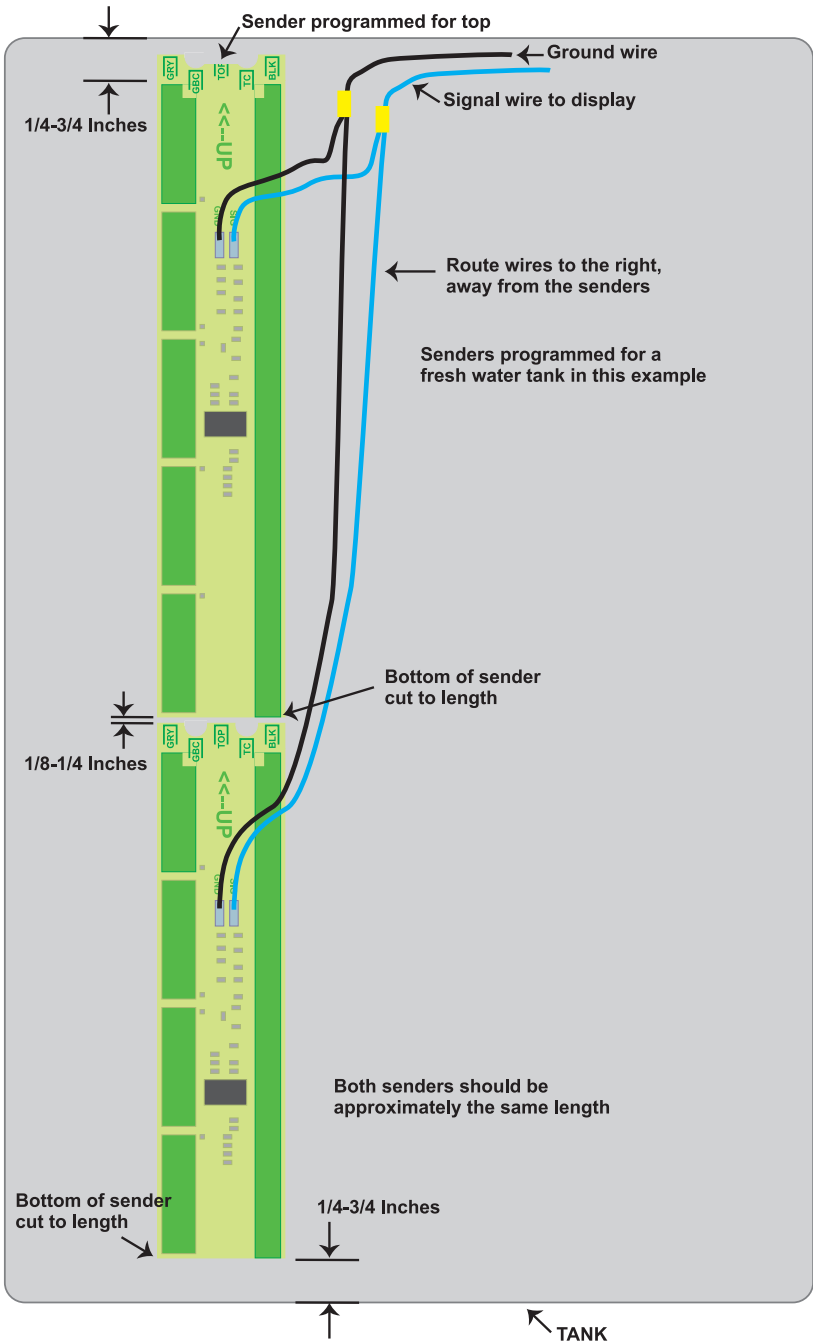 Sender programmed for top
Ground wire
Signal wire to display
1/4-3/4 Inches
GRY
GBC
TOP
TC
BLK
<<--UP
GND
SIG
Route wires to the right,
away from the senders
Senders programmed for a
fresh water tank in this example
Bottom of sender
cut to length
1/8-1/4 Inches
GRY
GBC
TOP
TC
BLK
<<--UP
GND
SIG
Both senders should be
approximately the same length
Bottom of sender
cut to length
1/4-3/4 Inches
TANK